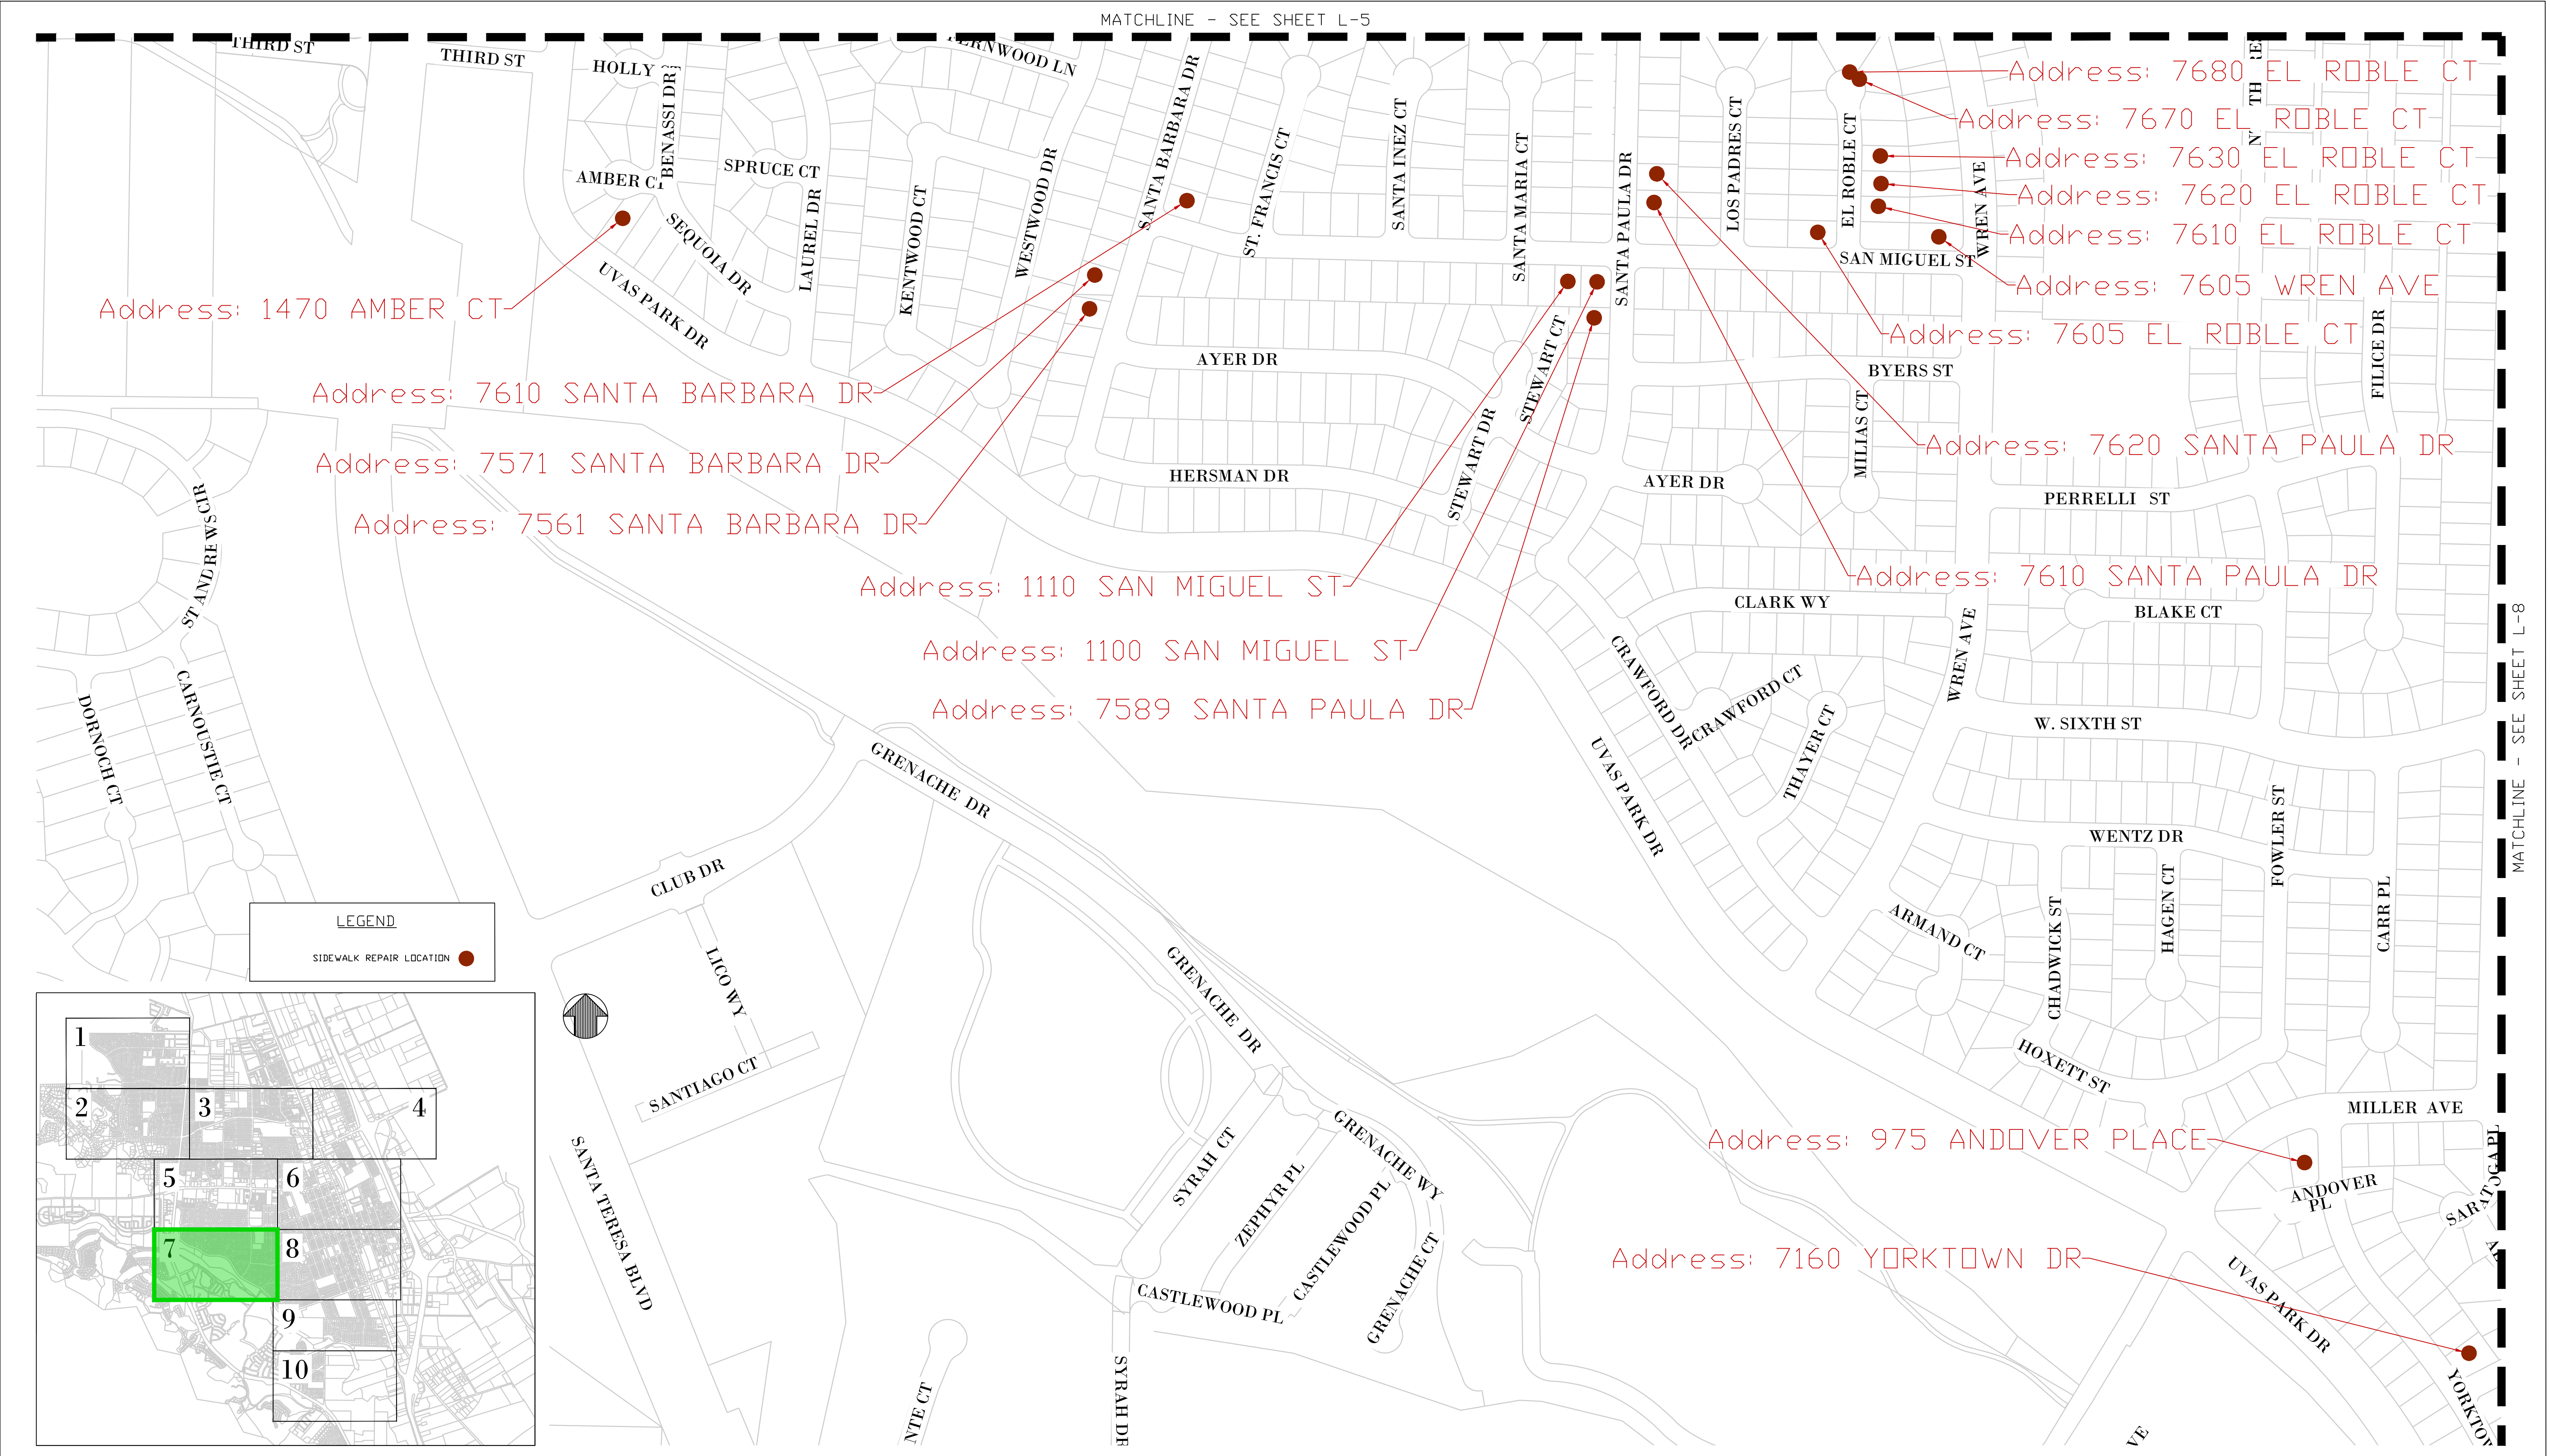 MATCHLINE - SEE SHEET L-5
THIRD ST
THIRD ST
HOLLY CT
BENASSI DR
FERNWOOD LN
SANTA BARBARA DR
Address: 7680 EL ROBLE CT
Address: 7670 EL ROBLE CT
Address: 7630 EL ROBLE CT
Address: 7620 EL ROBLE CT
Address: 7610 EL ROBLE CT
Address: 7605 WREN AVE
Address: 7605 EL ROBLE CT
AMBER CT
SPRUCE CT
SEQUOIA DR
LAUREL DR
KENTWOOD CT
WESTWOOD DR
ST. FRANCIS CT
SANTA INEZ CT
SANTA MARIA CT
SANTA PAULA DR
LOS PADRES CT
EL ROBLE CT
WREN AVE
SAN MIGUEL ST
UVAS PARK DR
Address: 1470 AMBER CT
Address: 7610 SANTA BARBARA DR
Address: 7571 SANTA BARBARA DR
Address: 7561 SANTA BARBARA DR
AYER DR
STEWART CT
STEWART DR
HERSMAN DR
BYERS ST
FILICE DR
MILIAS CT
Address: 7620 SANTA PAULA DR
AYER DR
PERRELLI ST
Address: 1110 SAN MIGUEL ST
Address: 7610 SANTA PAULA DR
Address: 1100 SAN MIGUEL ST
Address: 7589 SANTA PAULA DR
CLARK WY
BLAKE CT
WREN AVE
CRAWFORD DR
CRAWFORD CT
THAYER CT
W. SIXTH ST
UVAS PARK DR
MATCHLINE - SEE SHEET L-8
ST ANDREWS CIR
DORNOCH CT
CARNOUSTIE CT
GRENACHE DR
CLUB DR
WENTZ DR
FOWLER ST
HAGEN CT
CHADWICK ST
CARR PL
ARMAND CT
HOXETT ST
MILLER AVE
LEGEND
SIDEWALK REPAIR LOCATION
LICO WY
SANTIAGO CT
GRENACHE DR
SANTA TERESA BLVD
SYRAH CT
ZEPHYR PL
GRENACHE WY
CASTLEWOOD PL
GRENACHE CT
CASTLEWOOD PL
Address: 975 ANDOVER PLACE
ANDOVER
PL
SARATOGA PL
Address: 7160 YORKTOWN DR
UVAS PARK DR
1
2
3
4
5
6
7
8
9
10